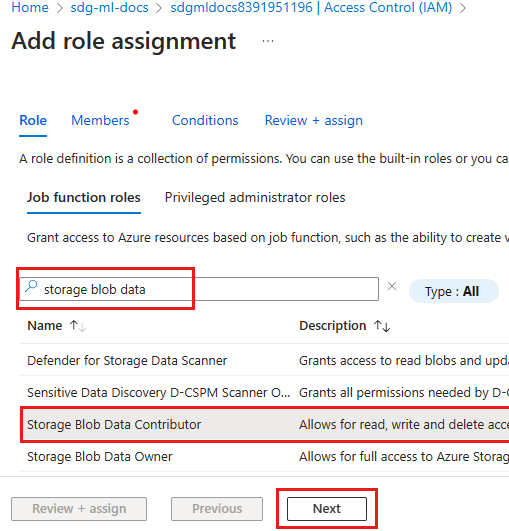 Home > sdg-ml-docs > sdgmldocs8391951196 | Access Control (IAM) >
Add role assignment ...
Role Members Conditions Review + assign
A role definition is a collection of permissions. You can use the built-in roles or you ca
Job function roles Privileged administrator roles
Grant access to Azure resources based on job function, such as the ability to create v
storage blob data × Type : All
Name ↑↓ Description ↑↓
Defender for Storage Data Scanner Grants access to read blobs and upda
Sensitive Data Discovery D-CSPM Scanner O... Grants all permissions needed by D-C
Storage Blob Data Contributor Allows for read, write and delete acce
Storage Blob Data Owner Allows for full access to Azure Storag
Review + assign Previous Next